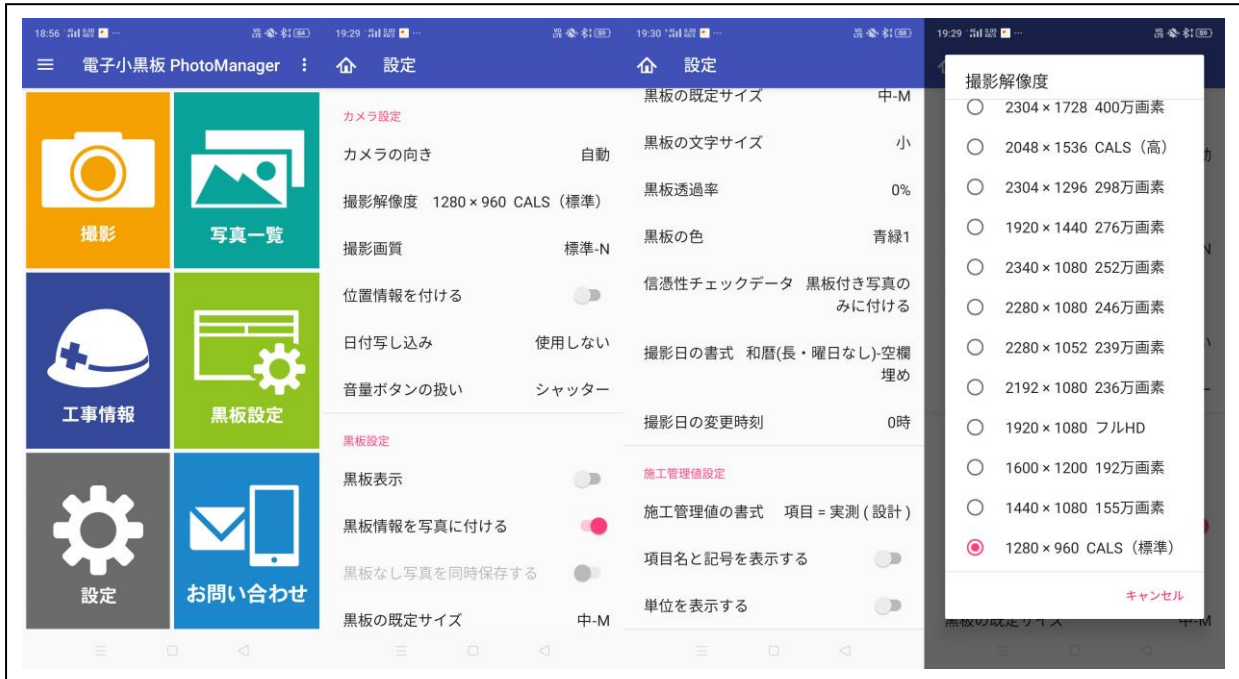 18:56
電子小黒板 PhotoManager
撮影
写真一覧
工事情報
黒板設定
設定
お問い合わせ
19:29
設定
カメラ設定
カメラの向き 自動
撮影解像度 1280×960 CALS（標準）
撮影画質 標準-N
位置情報を付ける
日付写し込み 使用しない
音量ボタンの扱い シャッター
黒板設定
黒板表示
黒板情報を写真に付ける
黒板なし写真を同時保存する
黒板の既定サイズ 中-M
19:30
設定
黒板の既定サイズ 中-M
黒板の文字サイズ 小
黒板透過率 0%
黒板の色 青緑1
信憑性チェックデータ 黒板付き写真の
みに付ける
撮影日の書式 和暦(長・曜日なし)-空欄
埋め
撮影日の変更時刻 0時
施工管理値設定
施工管理値の書式 項目 = 実測 ( 設計 )
項目名と記号を表示する
単位を表示する
19:29
撮影解像度
2304×1728 400万画素
2048×1536 CALS（高）
2304×1296 298万画素
1920×1440 276万画素
2340×1080 252万画素
2280×1080 246万画素
2280×1052 239万画素
2192×1080 236万画素
1920×1080 フルHD
1600×1200 192万画素
1440×1080 155万画素
1280×960 CALS（標準）
キャンセル
黒板の既定サイズ 中-M